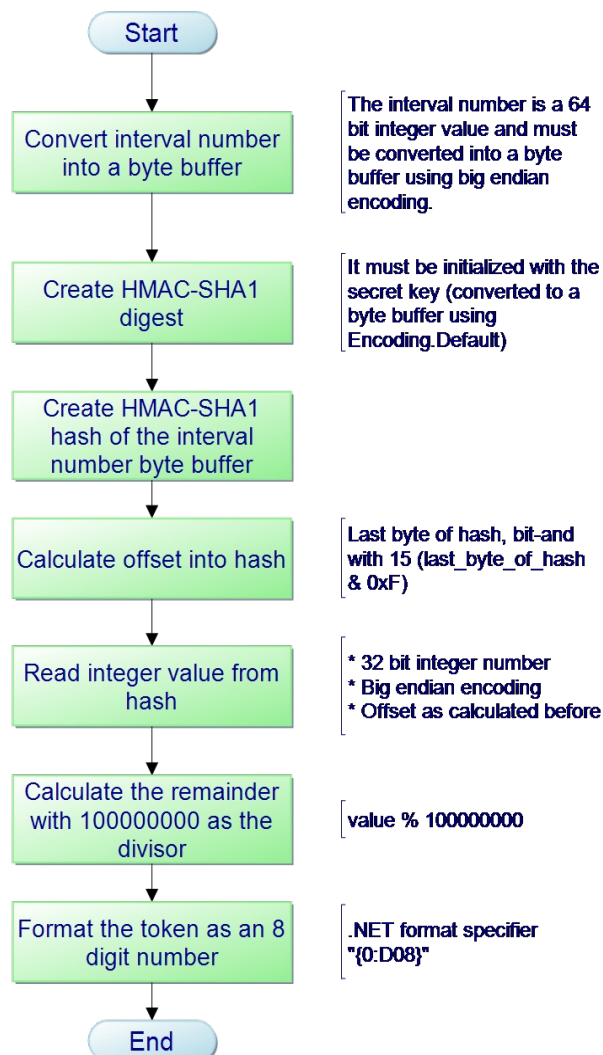 Start
Convert interval number
into a byte buffer
The interval number is a 64
bit integer value and must
be converted into a byte
buffer using big endian
encoding.
Create HMAC-SHA1
digest
It must be initialized with the
secret key (converted to a
byte buffer using
Encoding.Default)
Create HMAC-SHA1
hash of the interval
number byte buffer
Calculate offset into hash
Last byte of hash, bit-and
with 15 (last_byte_of_hash
& 0xF)
Read integer value from
hash
* 32 bit integer number
* Big endian encoding
* Offset as calculated before
Calculate the remainder
with 100000000 as the
divisor
value % 100000000
Format the token as an 8
digit number
.NET format specifier
"{0:D08}"
End